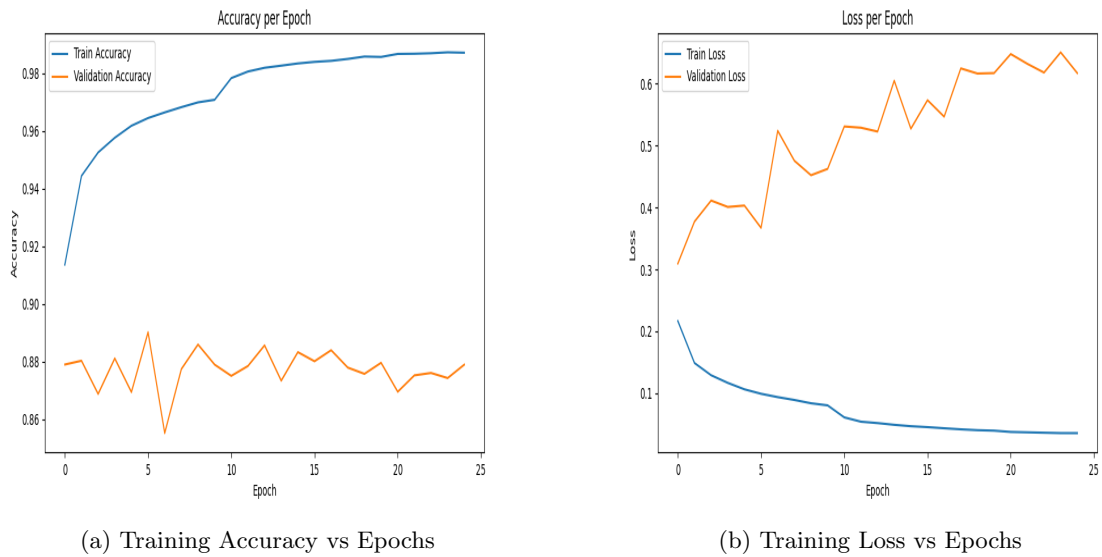 Accuracy per Epoch
Train Accuracy
Validation Accuracy
0.98
0.96
0.94
0.92
0.90
0.88
0.86
Accuracy
0 5 10 15 20 25
Epoch
(a) Training Accuracy vs Epochs
Loss per Epoch
Train Loss
Validation Loss
0.6
0.5
0.4
0.3
0.2
0.1
Loss
0 5 10 15 20 25
Epoch
(b) Training Loss vs Epochs